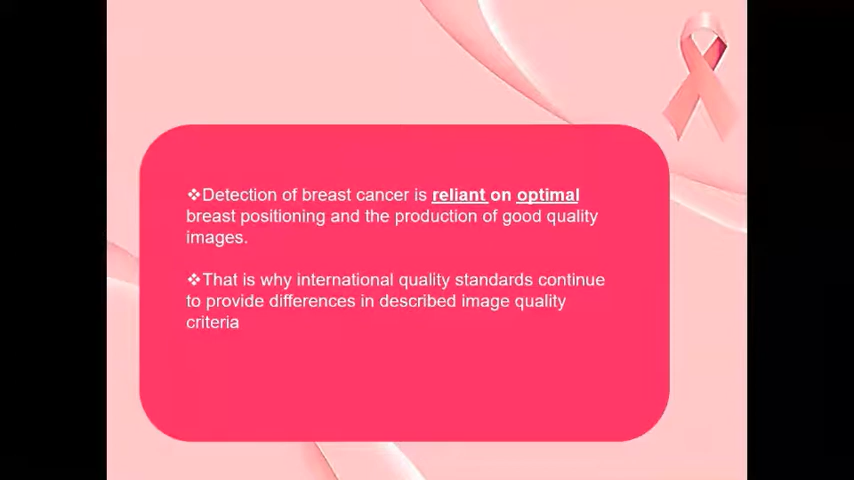 ❖Detection of breast cancer is reliant on optimal
breast positioning and the production of good quality
images.
❖That is why international quality standards continue
to provide differences in described image quality
criteria